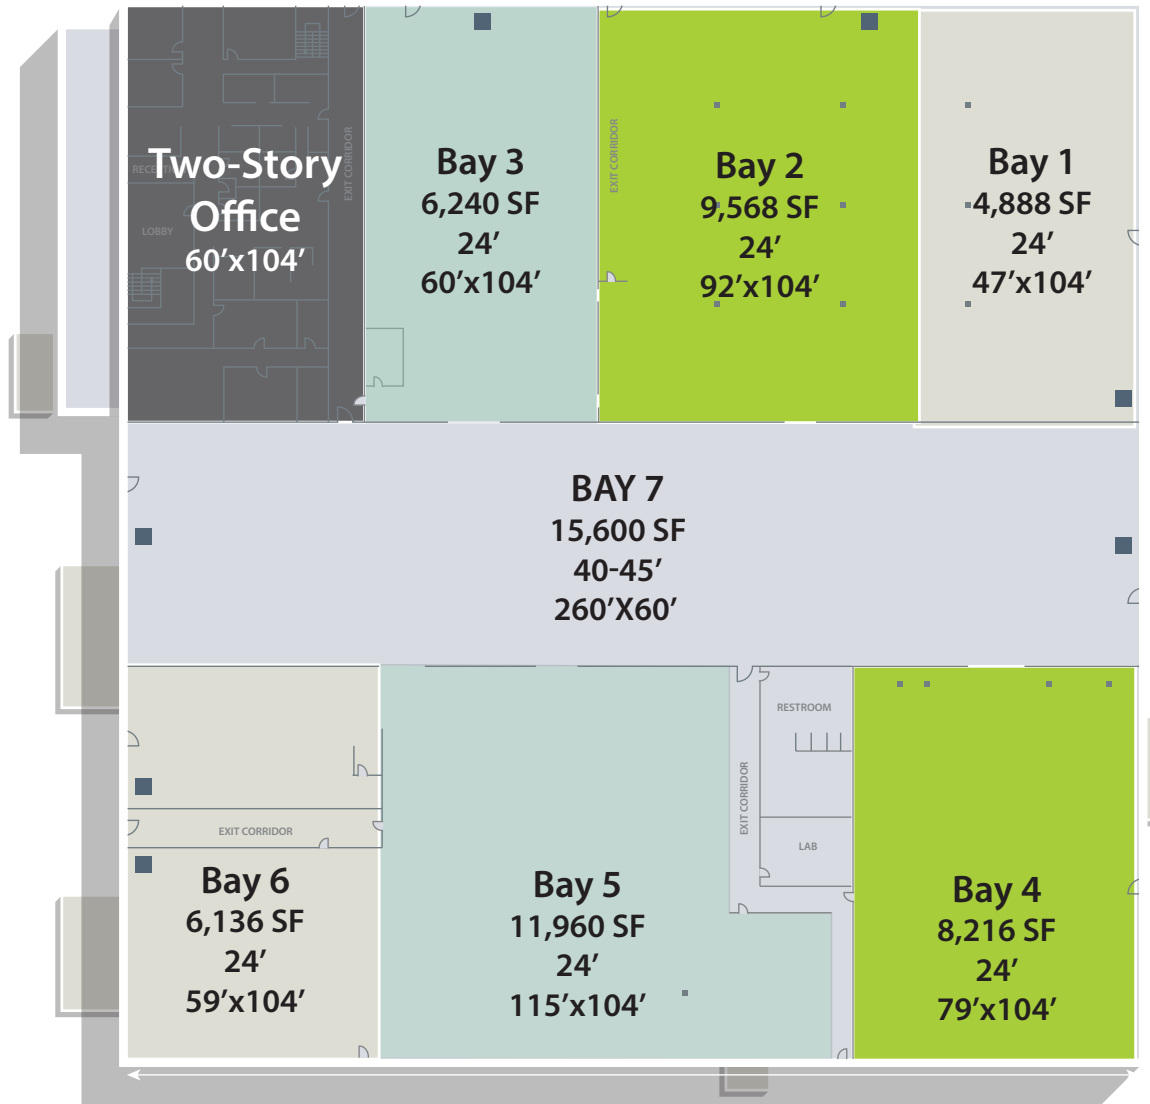 EXIT CORRIDOR
RECEPTION
LOBBY
Two-Story
Office
60’x104’
Bay 3
6,240 SF
24’
60’x104’
EXIT CORRIDOR
Bay 2
9,568 SF
24’
92’x104’
Bay 1
4,888 SF
24’
47’x104’
BAY 7
15,600 SF
40-45’
260’X60’
EXIT CORRIDOR
Bay 6
6,136 SF
24’
59’x104’
Bay 5
11,960 SF
24’
115’x104’
EXIT CORRIDOR
RESTROOM
LAB
Bay 4
8,216 SF
24’
79’x104’